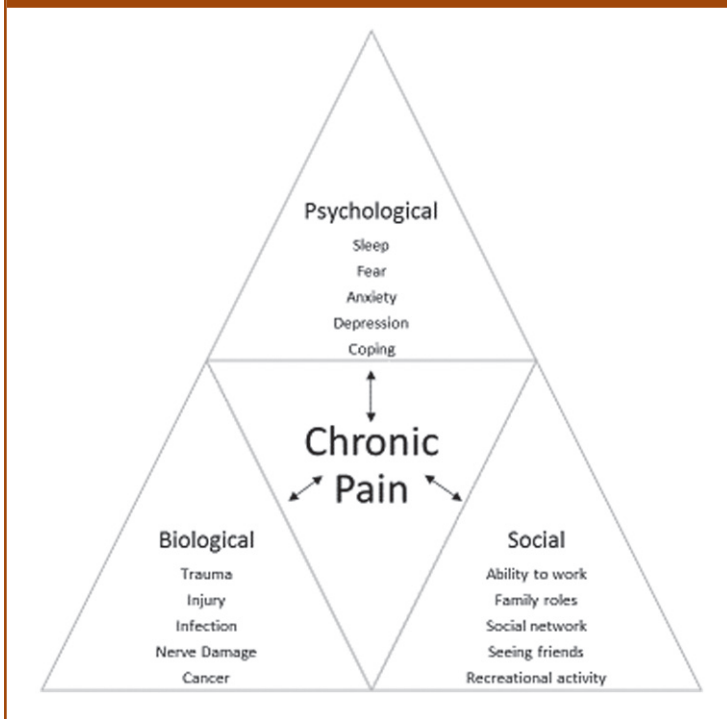 Psychological
Sleep
Fear
Anxiety
Depression
Coping
Chronic
Pain
Biological
Trauma
Injury
Infection
Nerve Damage
Cancer
Social
Ability to work
Family roles
Social network
Seeing friends
Recreational activity